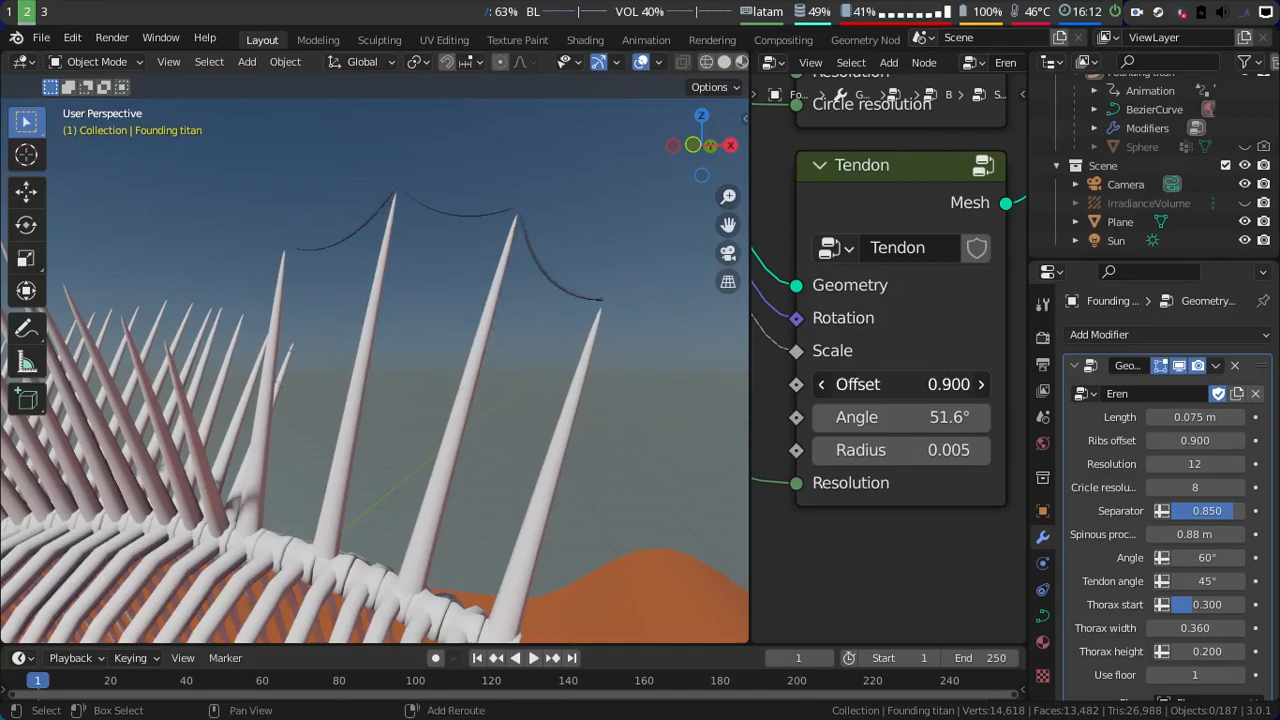 1 2 3 /: 63% BL VOL 40% latam 49% 41% 100% 46°C 16:12
File Edit Render Window Help Layout Modeling Sculpting UV Editing Texture Paint Shading Animation Rendering Compositing Geometry Nod Scene ViewLayer
Object Mode View Select Add Object Global View Select Add Node Eren
Options
User Perspective
(1) Collection | Founding titan
Z
X
Y
Resolution
Fo... G... B S...
Circle resolution
Tendon
Mesh
Tendon
Geometry
Rotation
Scale
Offset 0.900
Angle 51.6°
Radius 0.005
Resolution
Founding titan
Animation
BezierCurve
Modifiers
Sphere
Scene
Camera
IrradianceVolume
Plane
Sun
Founding ... Geometry...
Add Modifier
Geo...
Eren
Length 0.075 m
Ribs offset 0.900
Resolution 12
Cricle resolu... 8
Separator 0.850
Spinous proc... 0.88 m
Angle 60°
Tendon angle 45°
Thorax start 0.300
Thorax width 0.360
Thorax height 0.200
Use floor 1
Playback Keying View Marker 1 Start 1 End 250
1 20 40 60 80 100 120 140 160 180 200 220 240
Select Box Select Pan View Add Reroute Collection | Founding titan | Verts:14,618 | Faces:13,482 | Tris:26,988 | Objects:0/187 | 3.0.1